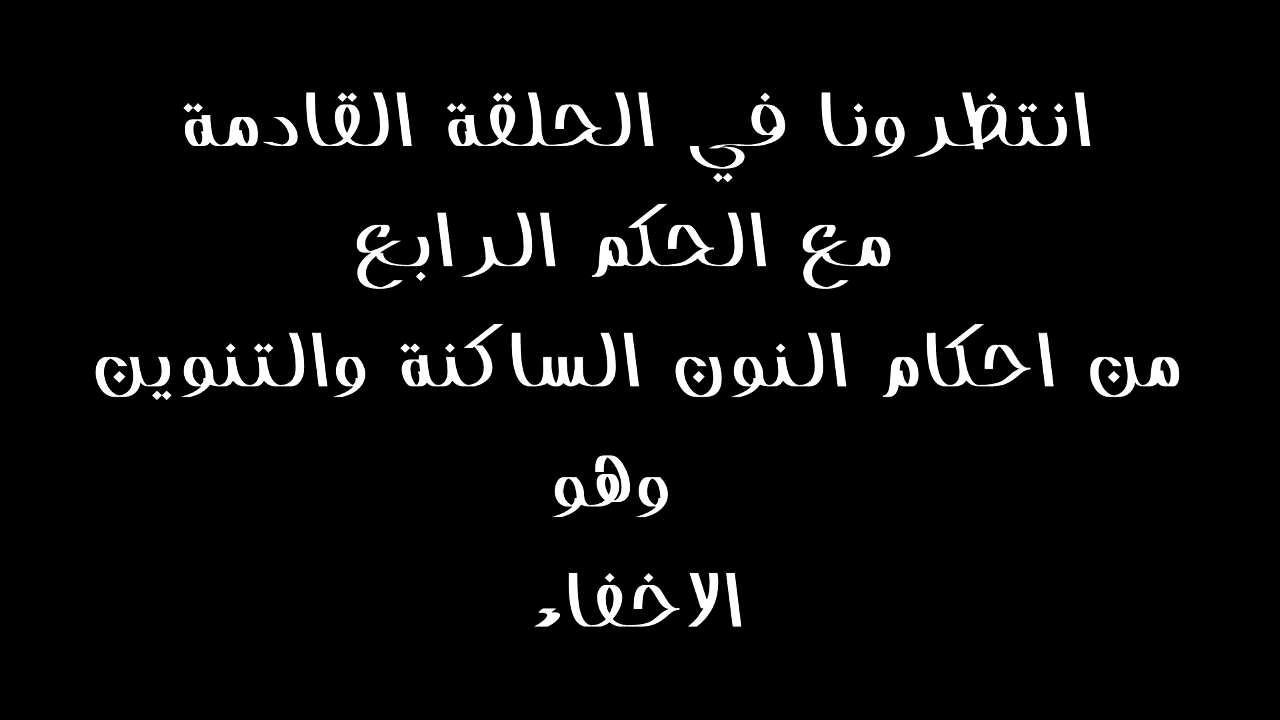 انتظرونا في الحلقة القادمة
مع الحكم الرابع
من احكام النون الساكنة والتنوين
وهو
الاخفاء